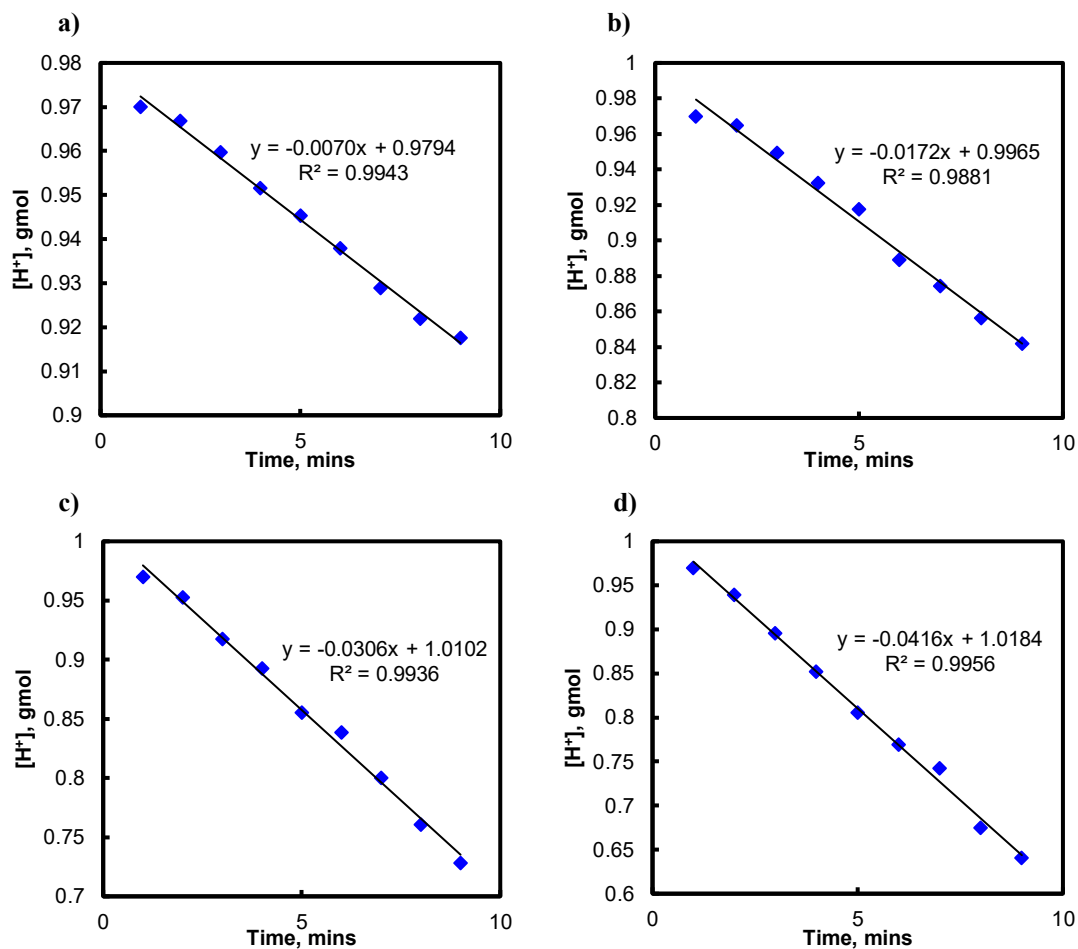 a)
0.98
0.97
0.96
0.95
0.94
0.93
0.92
0.91
0.9
[H⁺], gmol
y = -0.0070x + 0.9794
R² = 0.9943
0
5
10
Time, mins
b)
1
0.98
0.96
0.94
0.92
0.9
0.88
0.86
0.84
0.82
0.8
[H⁺], gmol
y = -0.0172x + 0.9965
R² = 0.9881
0
5
10
Time, mins
c)
1
0.95
0.9
0.85
0.8
0.75
0.7
[H⁺], gmol
y = -0.0306x + 1.0102
R² = 0.9936
0
5
10
Time, mins
d)
1
0.95
0.9
0.85
0.8
0.75
0.7
0.65
0.6
[H⁺], gmol
y = -0.0416x + 1.0184
R² = 0.9956
0
5
10
Time, mins